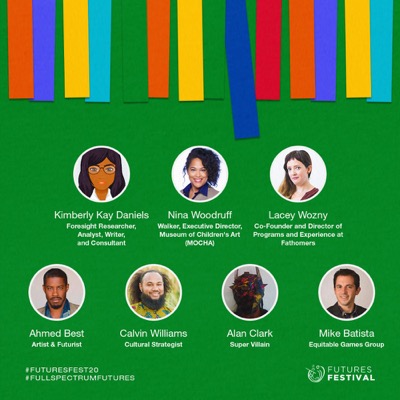 Kimberly Kay Daniels
Foresight Researcher,
Analyst, Writer,
and Consultant
Nina Woodruff
Walker, Executive Director,
Museum of Children's Art
(MOCHA)
Lacey Wozny
Co-Founder and Director of
Programs and Experience at
Fathomers
Ahmed Best
Artist & Futurist
Calvin Williams
Cultural Strategist
Alan Clark
Super Villain
Mike Batista
Equitable Games Group
#FUTURESFEST20
#FULLSPECTRUMFUTURES
FUTURES
FESTIVAL